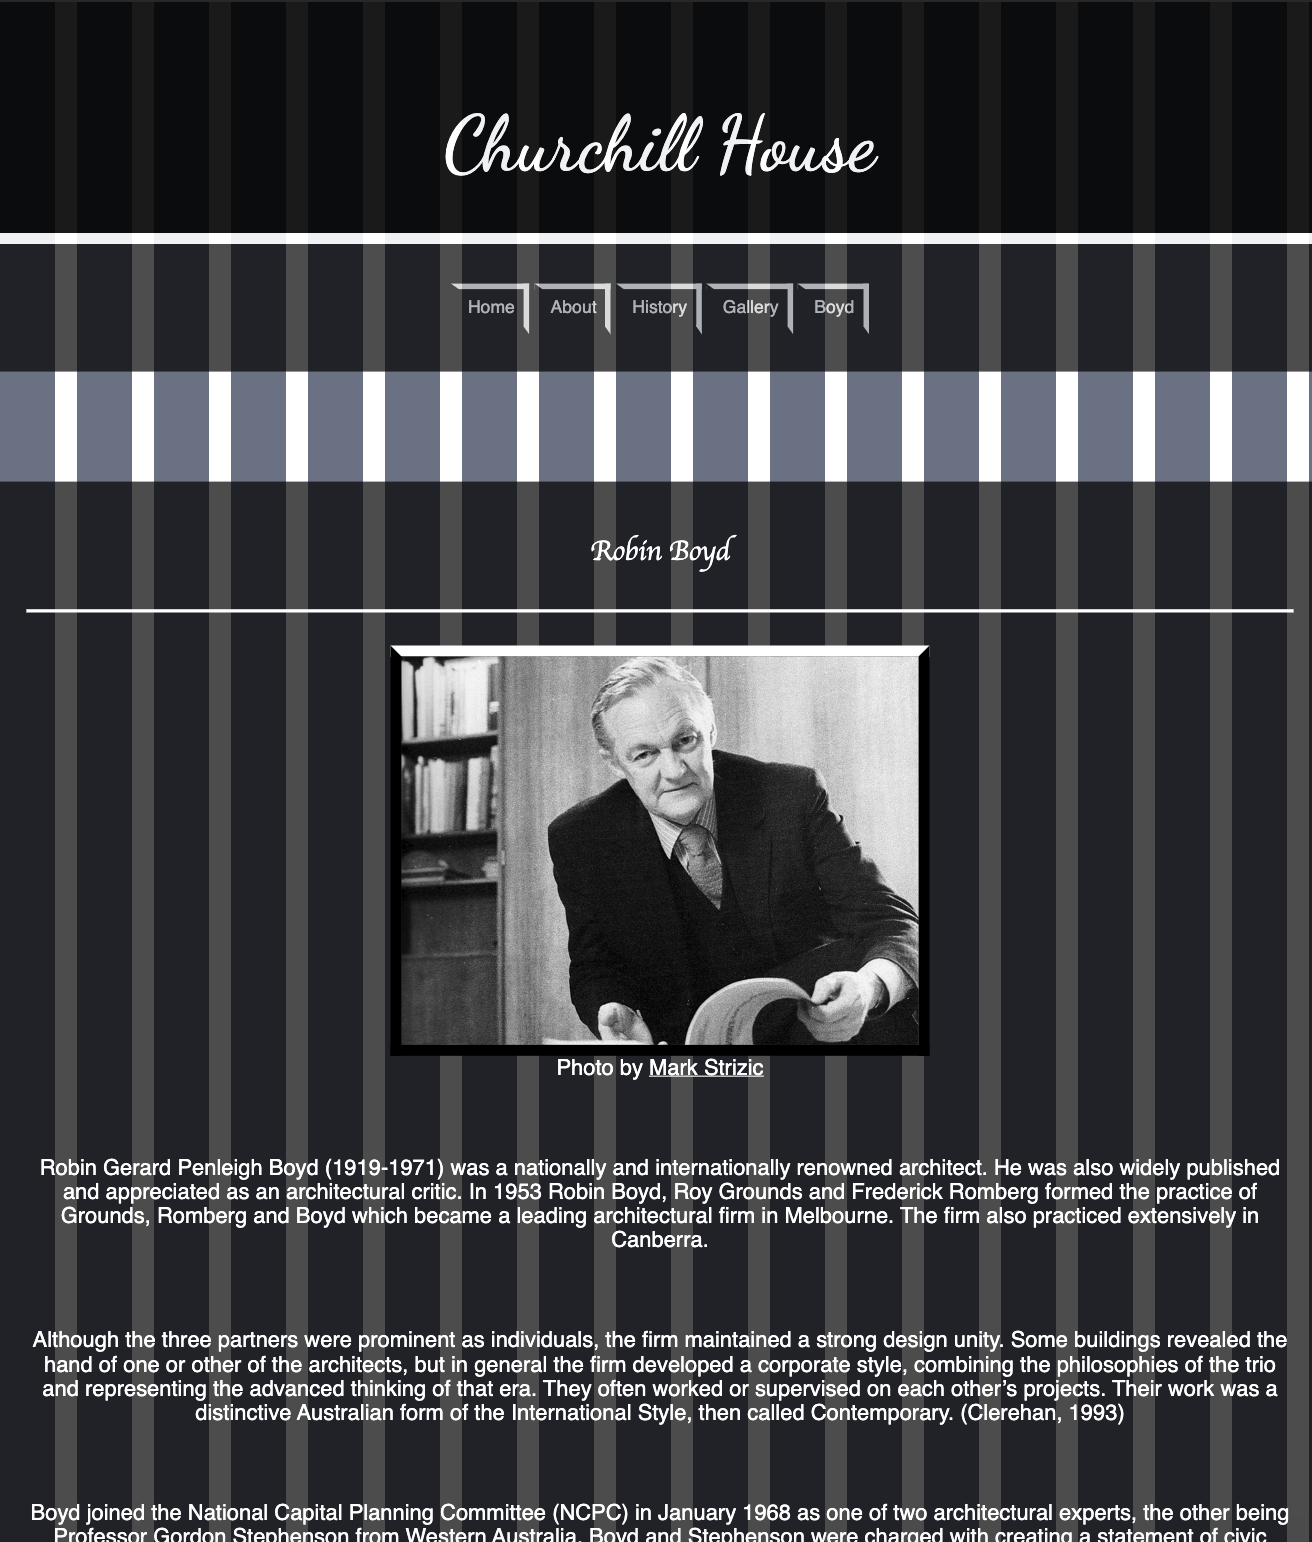 Churchill House
Home
About
History
Gallery
Boyd
Robin Boyd
Photo by Mark Strizic
Robin Gerard Penleigh Boyd (1919-1971) was a nationally and internationally renowned architect. He was also widely published
and appreciated as an architectural critic. In 1953 Robin Boyd, Roy Grounds and Frederick Romberg formed the practice of
Grounds, Romberg and Boyd which became a leading architectural firm in Melbourne. The firm also practiced extensively in
Canberra.
Although the three partners were prominent as individuals, the firm maintained a strong design unity. Some buildings revealed the
hand of one or other of the architects, but in general the firm developed a corporate style, combining the philosophies of the trio
and representing the advanced thinking of that era. They often worked or supervised on each other’s projects. Their work was a
distinctive Australian form of the International Style, then called Contemporary. (Clerehan, 1993)
Boyd joined the National Capital Planning Committee (NCPC) in January 1968 as one of two architectural experts, the other being
Professor Gordon Stephenson from Western Australia. Boyd and Stephenson were charged with creating a statement of civic